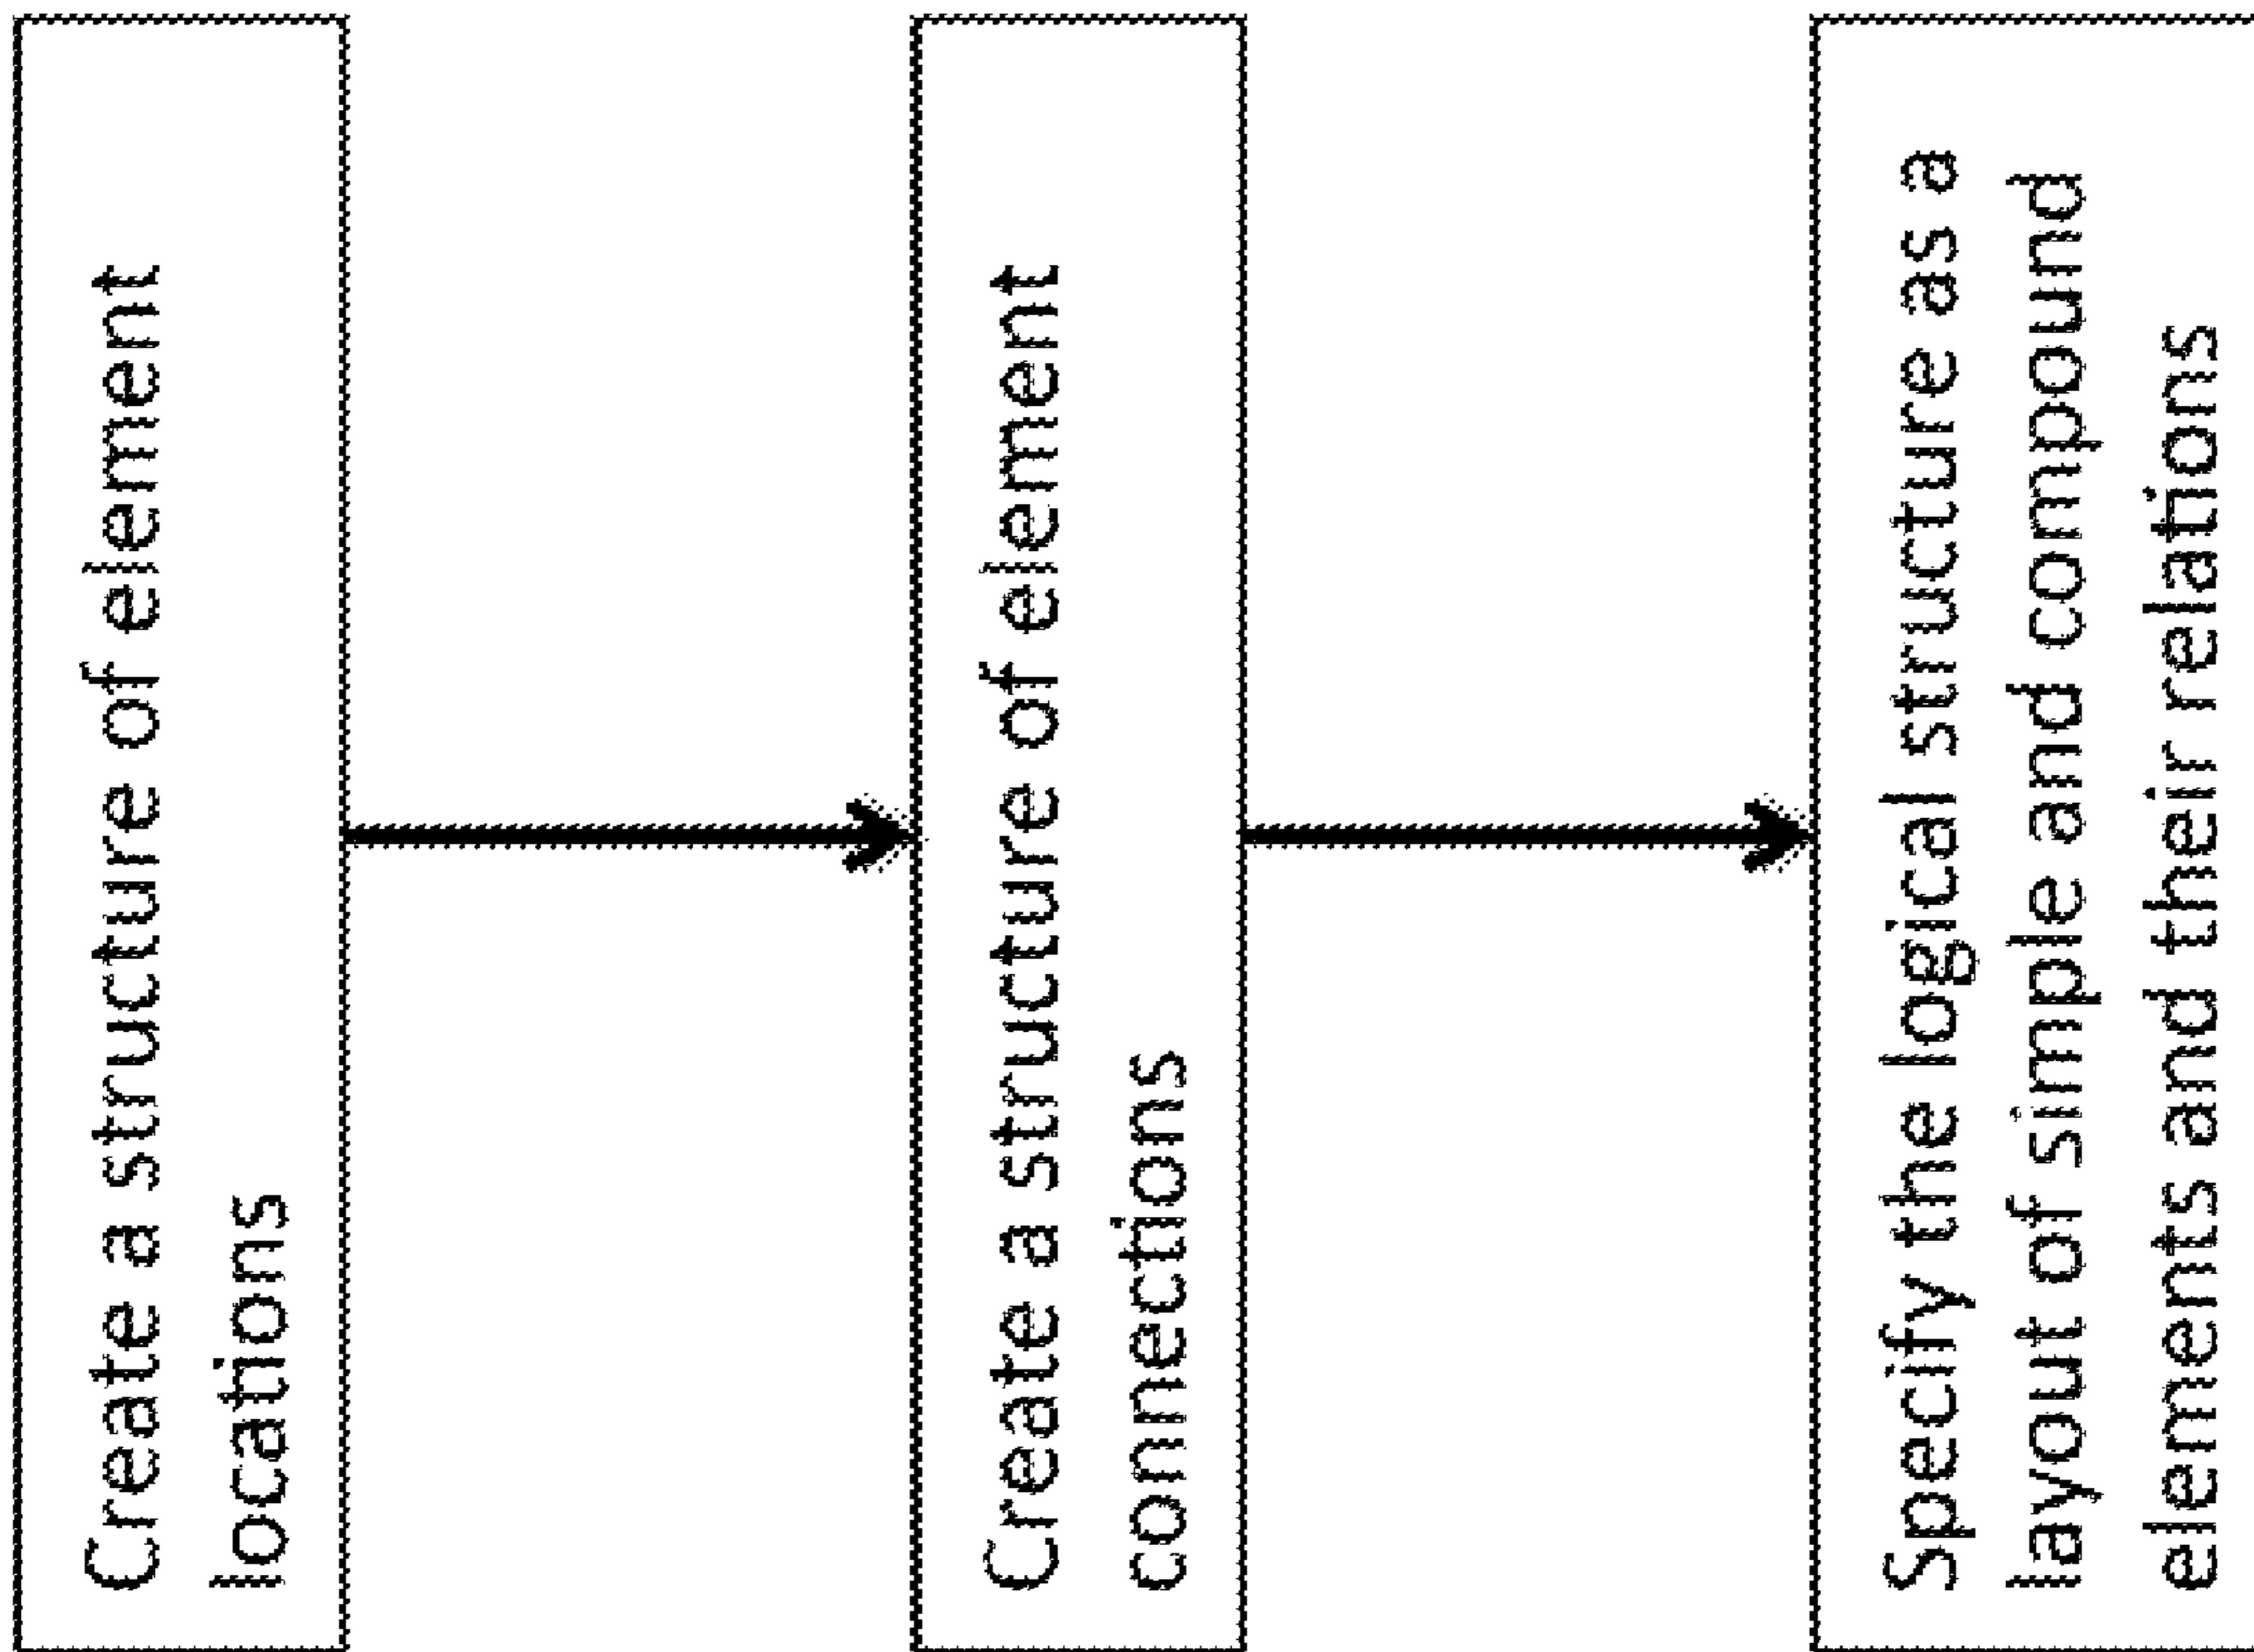 Create a structure of element
locations
Create a structure of element
connections
Specify the logical structure as a
layout of simple and compound
elements and their relations